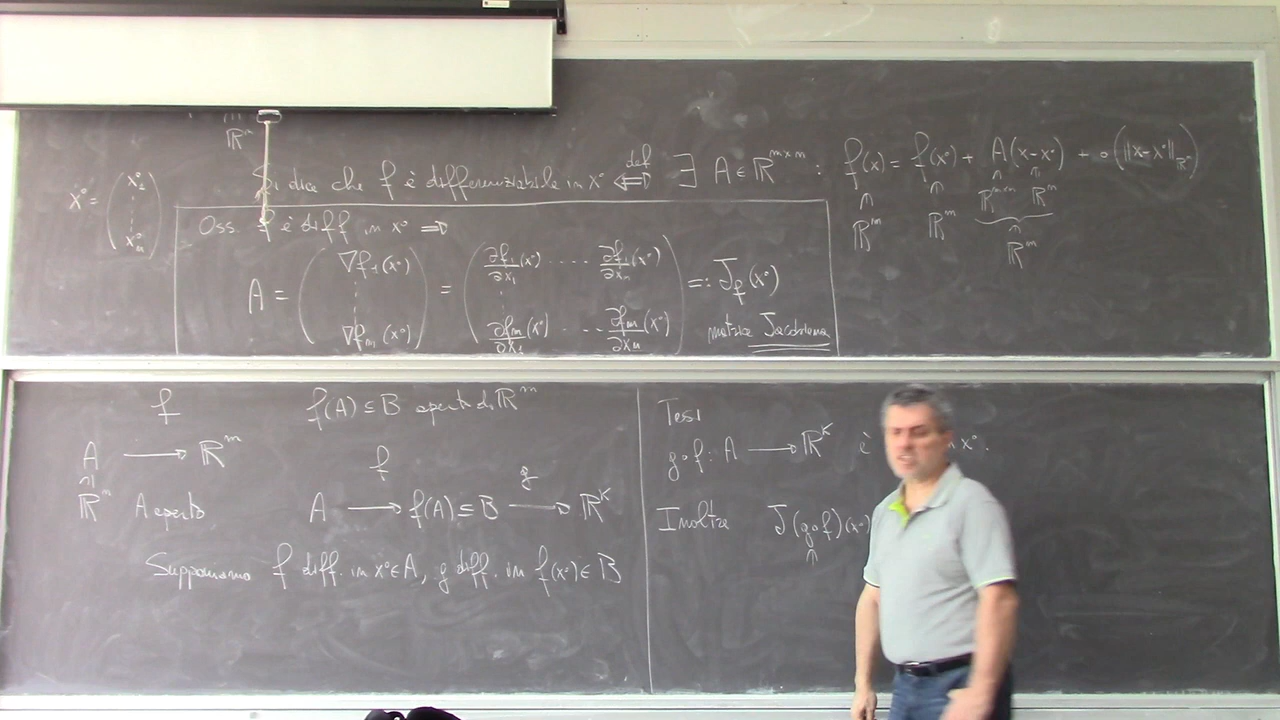 ℝᵐ
Si dice che f è differenziabile in x° ⟺ def ∃ A ∈ ℝ^{m×n} : f(x) = f(x°) + A(x-x°) + o(‖x-x°‖_{ℝⁿ})
ℝᵐ ℝᵐ ℝ^{m×n} ℝⁿ
ℝᵐ
x° = (x°₁ ⋮ x°ₙ)
Oss. f è diff in x° ⟹
A = (∇f₁(x°) ⋮ ∇fₘ(x°)) = (∂f₁/∂x₁(x°) ···· ∂f₁/∂xₙ(x°) ⋮ ∂fₘ/∂x₁(x°) ··· ∂fₘ/∂xₙ(x°)) =: J_f(x°)
matrice Jacobiana
f
f(A) ⊆ B aperto di ℝᵐ
A ⟶ ℝᵐ
∩
ℝⁿ A aperto
f g
A ⟶ f(A) ⊆ B ⟶ ℝᴷ
Supponiamo f diff. in x° ∈ A, g diff. in f(x°) ∈ B
Tesi
g∘f : A ⟶ ℝᴷ è x°.
Inoltre J(g∘f)(x°)